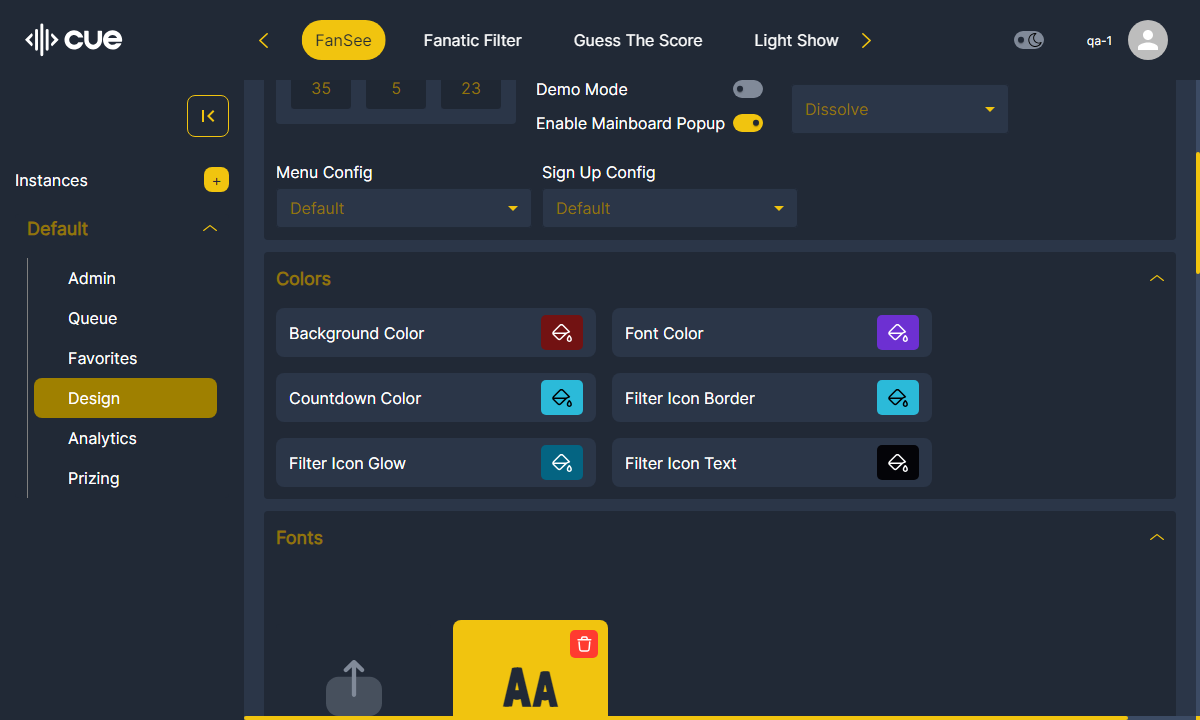 CUE
FanSee
Fanatic Filter
Guess The Score
Light Show
qa-1
35
5
23
Demo Mode
Enable Mainboard Popup
Dissolve
Instances
+
Menu Config
Sign Up Config
Default
Default
Default
Admin
Queue
Favorites
Design
Analytics
Prizing
Colors
Background Color
Font Color
Countdown Color
Filter Icon Border
Filter Icon Glow
Filter Icon Text
Fonts
AA